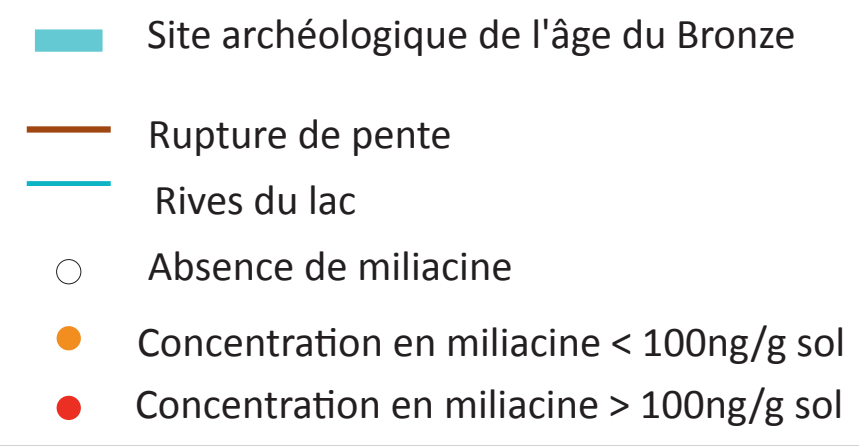 Site archéologique de l'âge du Bronze
Rupture de pente
Rives du lac
Absence de miliacine
Concentration en miliacine < 100ng/g sol
Concentration en miliacine > 100ng/g sol